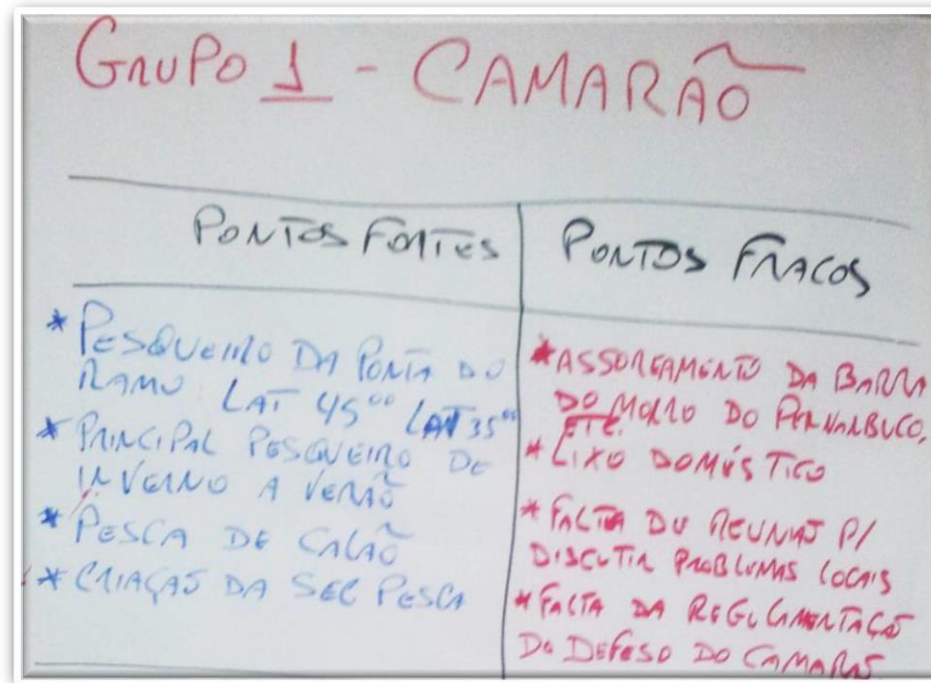 GRUPO 1 - CAMARÃO
PONTOS FORTES
* PESQUEIRO DA PONTA DO
RAMO LAT 45°° LAT 35°°
* PRINCIPAL PESQUEIRO DE
INVERNO A VERÃO
* PESCA DE CALÃO
* CRIAÇÃO DA SEC PESCA
PONTOS FRACOS
* ASSOREAMENTO DA BARRA
DO MORRO DO PERNAMBUCO,
ETC.
* LIXO DOMÉSTICO
* FALTA DE REUNIÃO P/
DISCUTIR PROBLEMAS LOCAIS
* FALTA DA REGULAMENTAÇÃO
DO DEFESO DO CAMARÃO